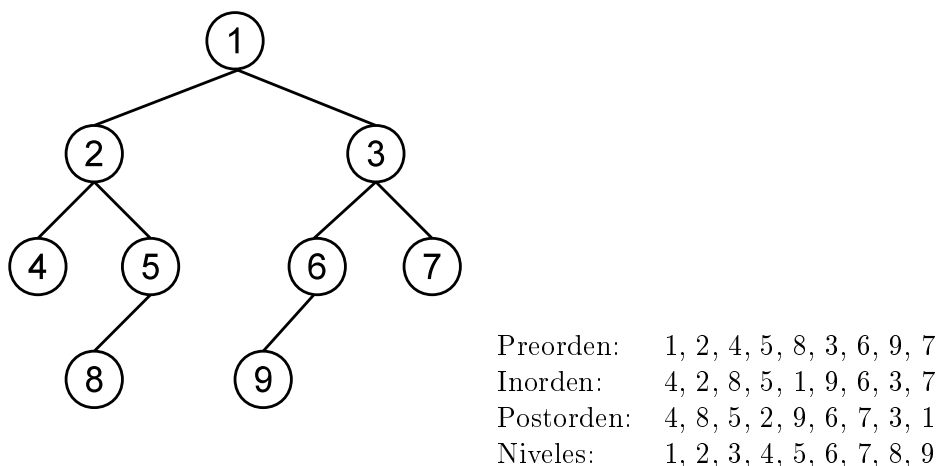 1
2 3
4 5 6 7
8 9
Preorden: 1, 2, 4, 5, 8, 3, 6, 9, 7
Inorden: 4, 2, 8, 5, 1, 9, 6, 3, 7
Postorden: 4, 8, 5, 2, 9, 6, 7, 3, 1
Niveles: 1, 2, 3, 4, 5, 6, 7, 8, 9